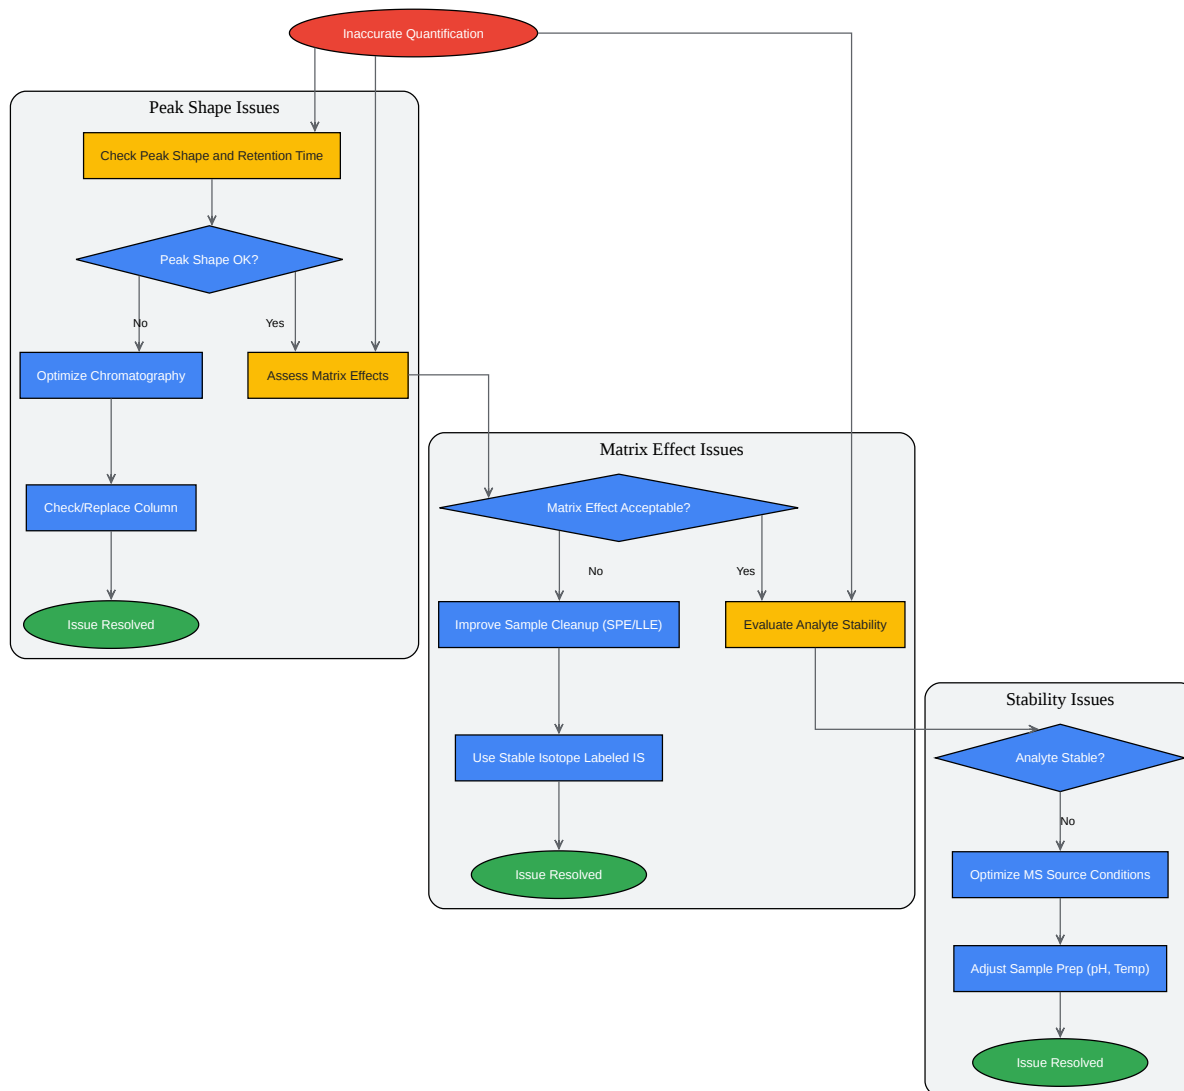 Inaccurate Quantification
Peak Shape Issues
Check Peak Shape and Retention Time
Peak Shape OK?
No
Yes
Optimize Chromatography
Assess Matrix Effects
Check/Replace Column
Issue Resolved
Matrix Effect Issues
Matrix Effect Acceptable?
No
Yes
Improve Sample Cleanup (SPE/LLE)
Evaluate Analyte Stability
Use Stable Isotope Labeled IS
Issue Resolved
Stability Issues
Analyte Stable?
No
Optimize MS Source Conditions
Adjust Sample Prep (pH, Temp)
Issue Resolved